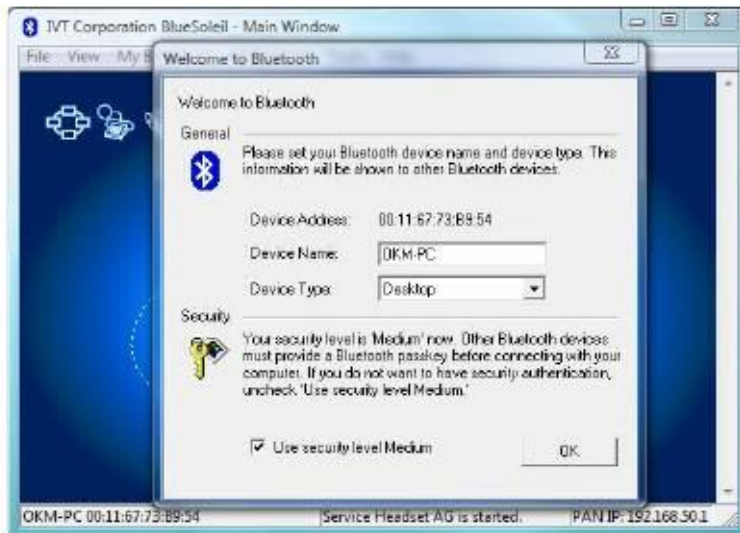 IVT Corporation BlueSoleil - Main Window
File View My B
Welcome to Bluetooth
Welcome to Bluetooth
General
Please set your Bluetooth device name and device type. This
information will be shown to other Bluetooth devices.
Device Address: 00:11:67:73:B9:54
Device Name: OKM-PC
Device Type: Desktop
Security
Your security level is 'Medium' now. Other Bluetooth devices
must provide a Bluetooth passkey before connecting with your
computer. If you do not want to have security authentication,
uncheck 'Use security level Medium.'
Use security level Medium
OK
OKM-PC 00:11:67:73:B9:54 Service Headset AG is started. PAN IP: 192.168.50.1